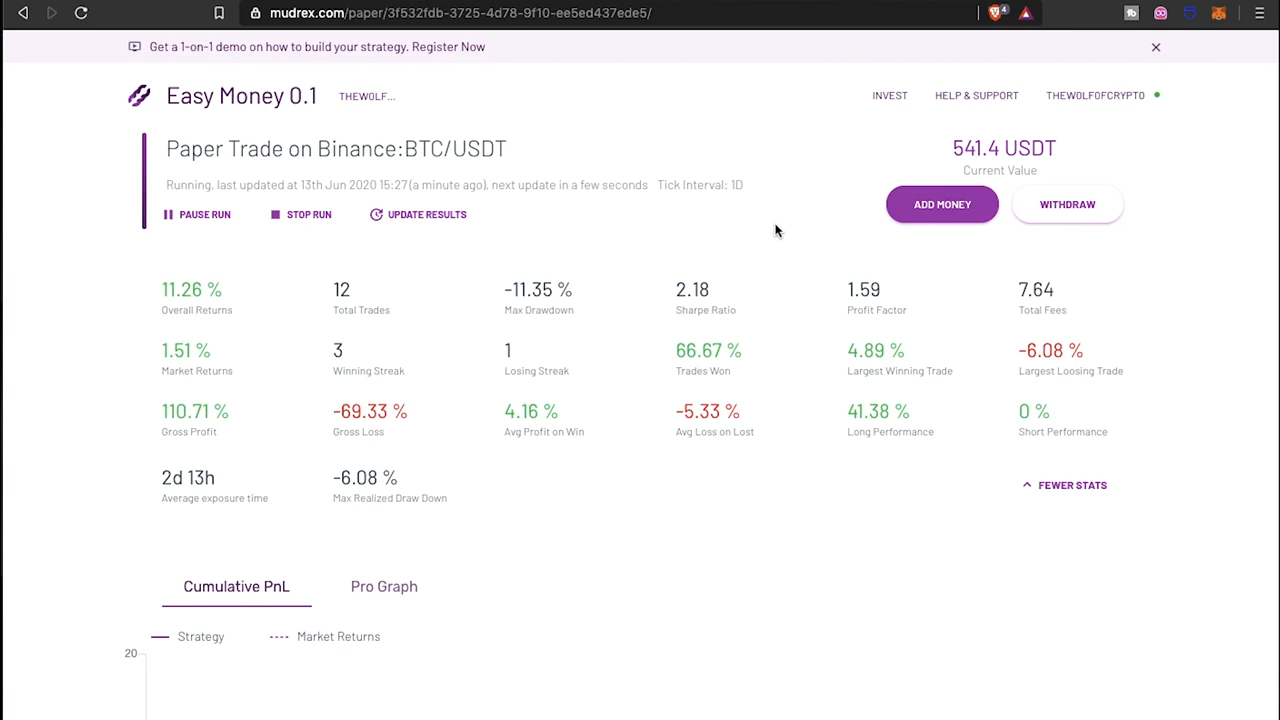 mudrex.com/paper/3f532fdb-3725-4d78-9f10-ee5ed437ede5/
4
Get a 1-on-1 demo on how to build your strategy. Register Now
Easy Money 0.1 THEWOLF...
INVEST HELP & SUPPORT THEWOLFOFCRYPTO
Paper Trade on Binance:BTC/USDT
541.4 USDT
Current Value
Running, last updated at 13th Jun 2020 15:27 (a minute ago), next update in a few seconds Tick Interval: 1D
ADD MONEY WITHDRAW
PAUSE RUN STOP RUN UPDATE RESULTS
11.26 % 12 -11.35 % 2.18 1.59 7.64
Overall Returns Total Trades Max Drawdown Sharpe Ratio Profit Factor Total Fees
1.51 % 3 1 66.67 % 4.89 % -6.08 %
Market Returns Winning Streak Losing Streak Trades Won Largest Winning Trade Largest Loosing Trade
110.71 % -69.33 % 4.16 % -5.33 % 41.38 % 0 %
Gross Profit Gross Loss Avg Profit on Win Avg Loss on Lost Long Performance Short Performance
2d 13h -6.08 %
Average exposure time Max Realized Draw Down
FEWER STATS
Cumulative PnL Pro Graph
Strategy Market Returns
20